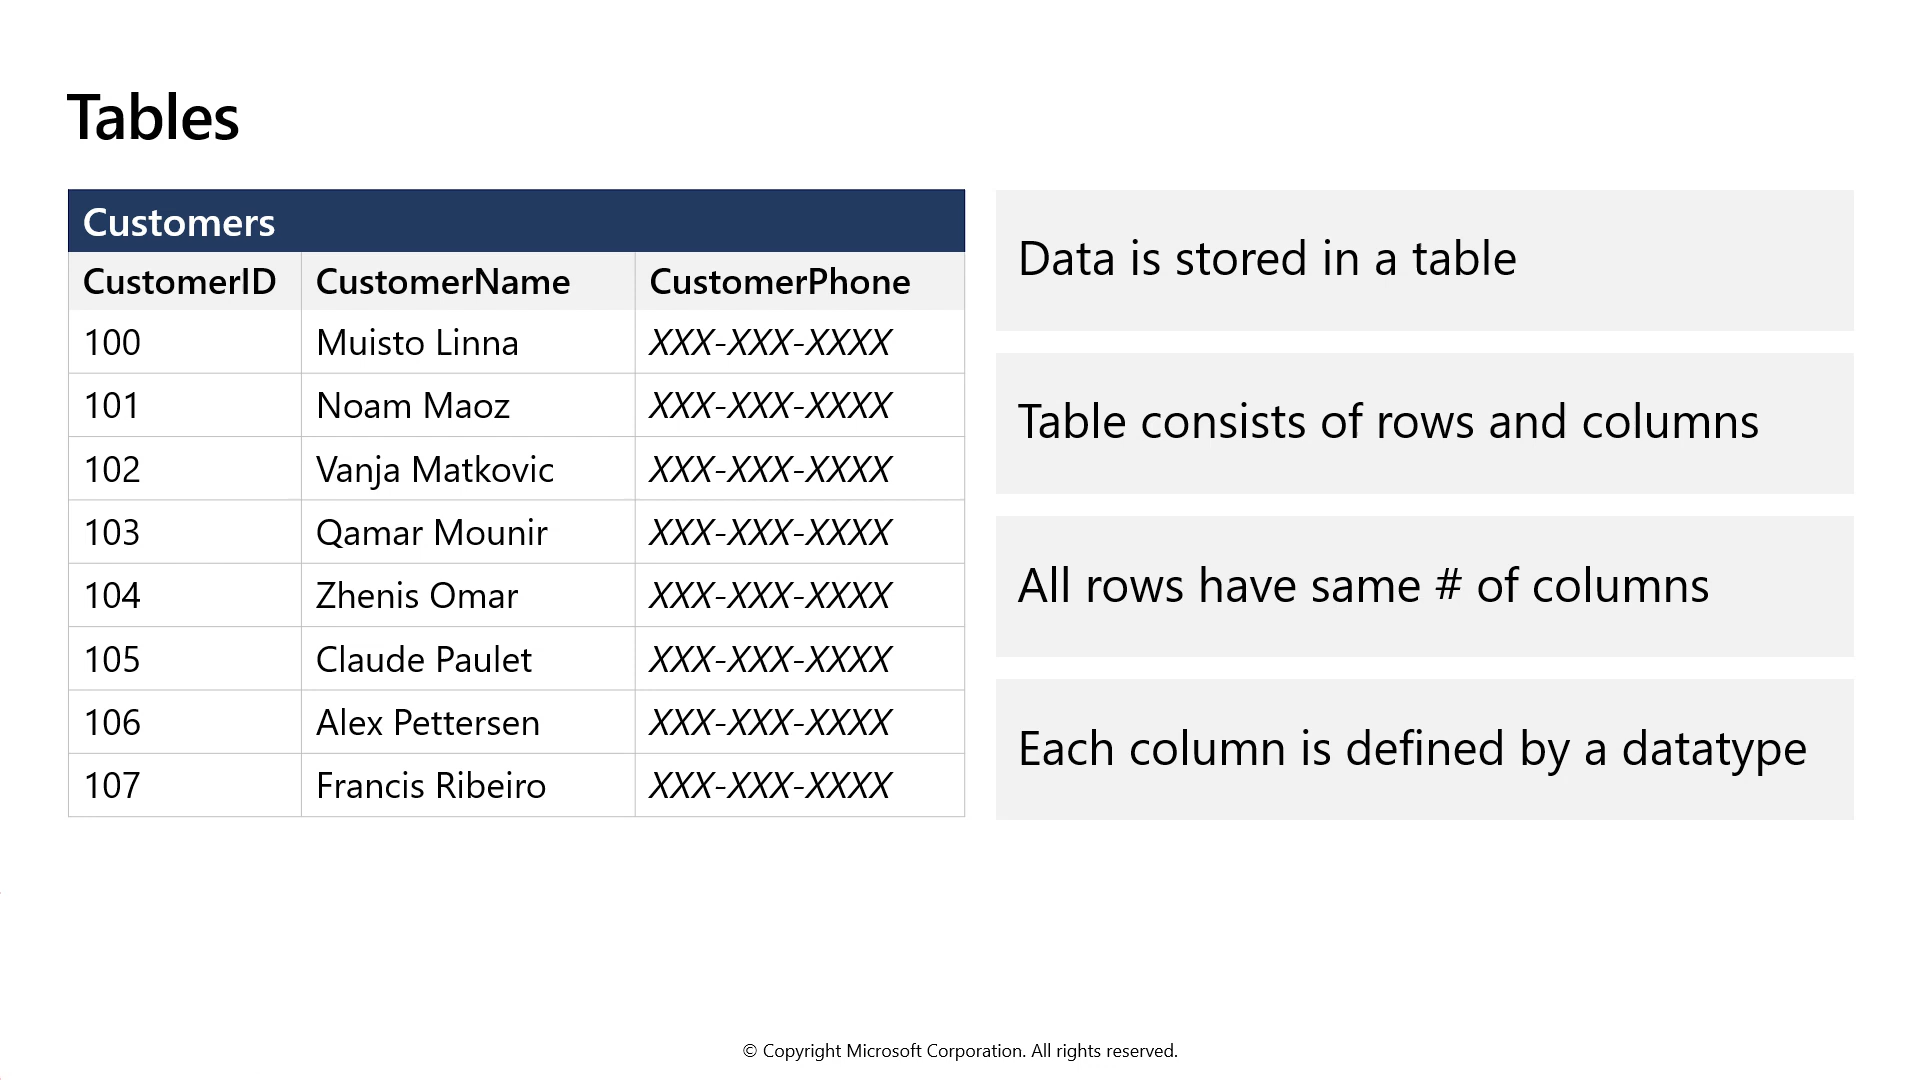 Tables
Customers
CustomerID CustomerName CustomerPhone
100 Muisto Linna XXX-XXX-XXXX
101 Noam Maoz XXX-XXX-XXXX
102 Vanja Matkovic XXX-XXX-XXXX
103 Qamar Mounir XXX-XXX-XXXX
104 Zhenis Omar XXX-XXX-XXXX
105 Claude Paulet XXX-XXX-XXXX
106 Alex Pettersen XXX-XXX-XXXX
107 Francis Ribeiro XXX-XXX-XXXX
Data is stored in a table
Table consists of rows and columns
All rows have same # of columns
Each column is defined by a datatype
© Copyright Microsoft Corporation. All rights reserved.